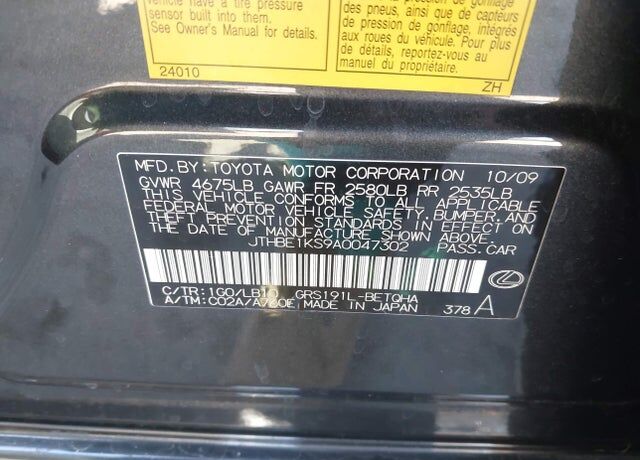 vehicle have a tire pressure
sensor built into them.
See Owner's Manual for details.
24010
pression de gonflage
des pneus, ainsi que de capteurs
de pression de gonflage, intégrés
aux roues du véhicule. Pour plus
de détails, reportez-vous au
manuel du propriétaire.
ZH
MFD.BY:TOYOTA MOTOR CORPORATION 10/09
GVWR 4675LB GAWR FR 2580LB RR 2535LB
THIS VEHICLE CONFORMS TO ALL APPLICABLE
FEDERAL MOTOR VEHICLE SAFETY,BUMPER,AND
THEFT PREVENTION STANDARDS IN EFFECT ON
THE DATE OF MANUFACTURE SHOWN ABOVE.
JTHBE1KS9A0047302 PASS.CAR
C/TR:1G0/LB10 GRS191L-BETQHA
A/TM:C02A/A760E MADE IN JAPAN 378 A